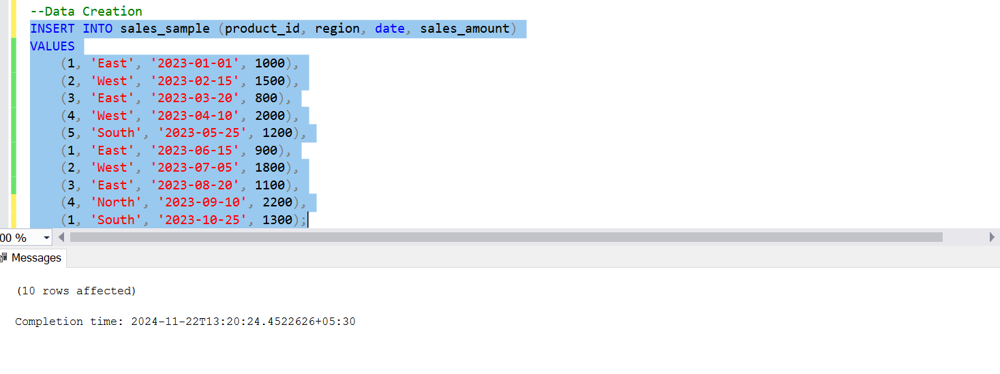 --Data Creation
INSERT INTO sales_sample (product_id, region, date, sales_amount)
VALUES
(1, 'East', '2023-01-01', 1000),
(2, 'West', '2023-02-15', 1500),
(3, 'East', '2023-03-20', 800),
(4, 'West', '2023-04-10', 2000),
(5, 'South', '2023-05-25', 1200),
(1, 'East', '2023-06-15', 900),
(2, 'West', '2023-07-05', 1800),
(3, 'East', '2023-08-20', 1100),
(4, 'North', '2023-09-10', 2200),
(1, 'South', '2023-10-25', 1300);
00 %
Messages
(10 rows affected)
Completion time: 2024-11-22T13:20:24.4522626+05:30